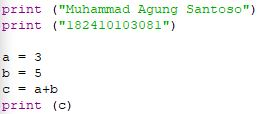 print ("Muhammad Agung Santoso")
print ("182410103081")
a = 3
b = 5
c = a+b
print (c)